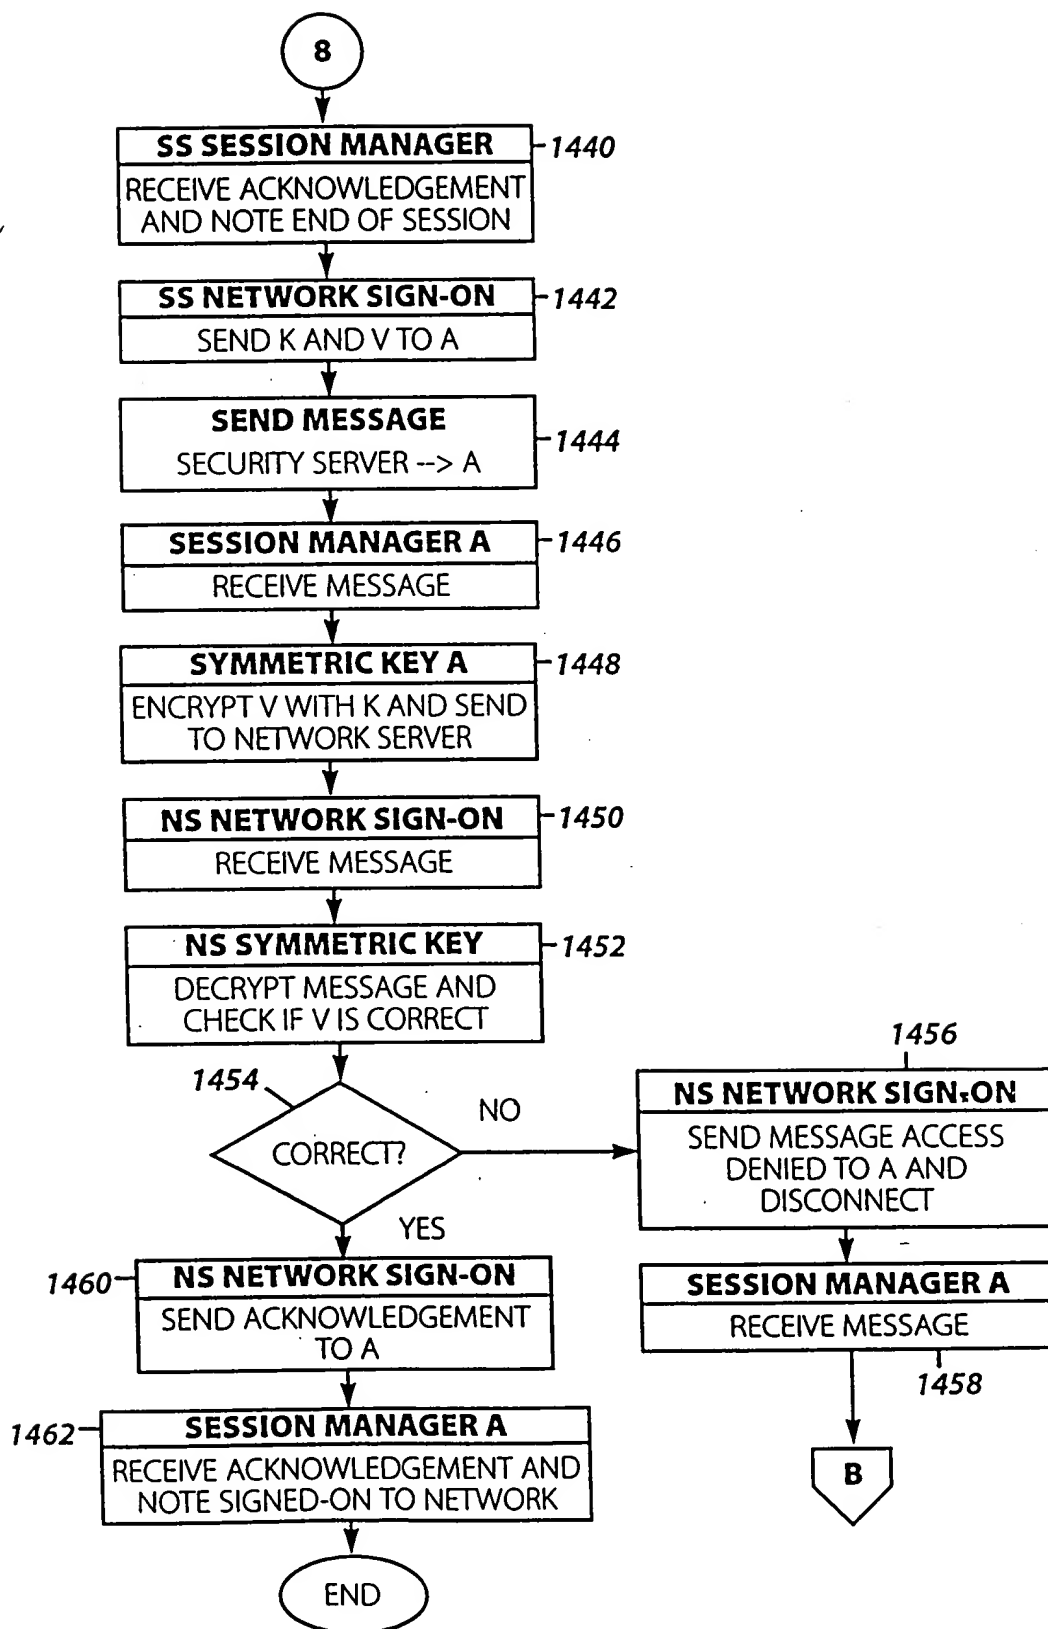 8
SS SESSION MANAGER
1440
RECEIVE ACKNOWLEDGEMENT
AND NOTE END OF SESSION
SS NETWORK SIGN-ON
1442
SEND K AND V TO A
SEND MESSAGE
1444
SECURITY SERVER --> A
SESSION MANAGER A
1446
RECEIVE MESSAGE
SYMMETRIC KEY A
1448
ENCRYPT V WITH K AND SEND
TO NETWORK SERVER
NS NETWORK SIGN-ON
1450
RECEIVE MESSAGE
NS SYMMETRIC KEY
1452
DECRYPT MESSAGE AND
CHECK IF V IS CORRECT
1454
CORRECT?
NO
YES
1456
NS NETWORK SIGN-ON
SEND MESSAGE ACCESS
DENIED TO A AND
DISCONNECT
SESSION MANAGER A
RECEIVE MESSAGE
1458
B
1460
NS NETWORK SIGN-ON
SEND ACKNOWLEDGEMENT
TO A
1462
SESSION MANAGER A
RECEIVE ACKNOWLEDGEMENT AND
NOTE SIGNED-ON TO NETWORK
END